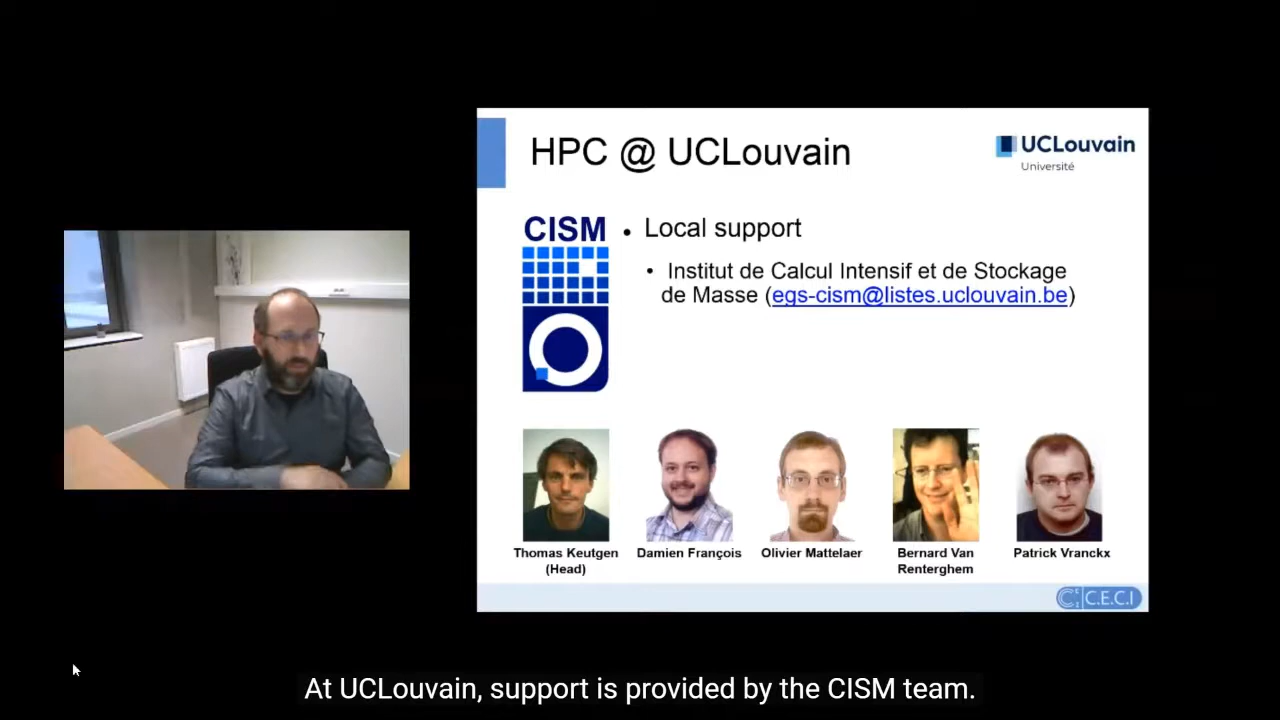 HPC @ UCLouvain
UCLouvain
Université
CISM
• Local support
• Institut de Calcul Intensif et de Stockage
de Masse (egs-cism@listes.uclouvain.be)
Thomas Keutgen
(Head)
Damien François
Olivier Mattelaer
Bernard Van
Renterghem
Patrick Vranckx
C.E.C.I
At UCLouvain, support is provided by the CISM team.